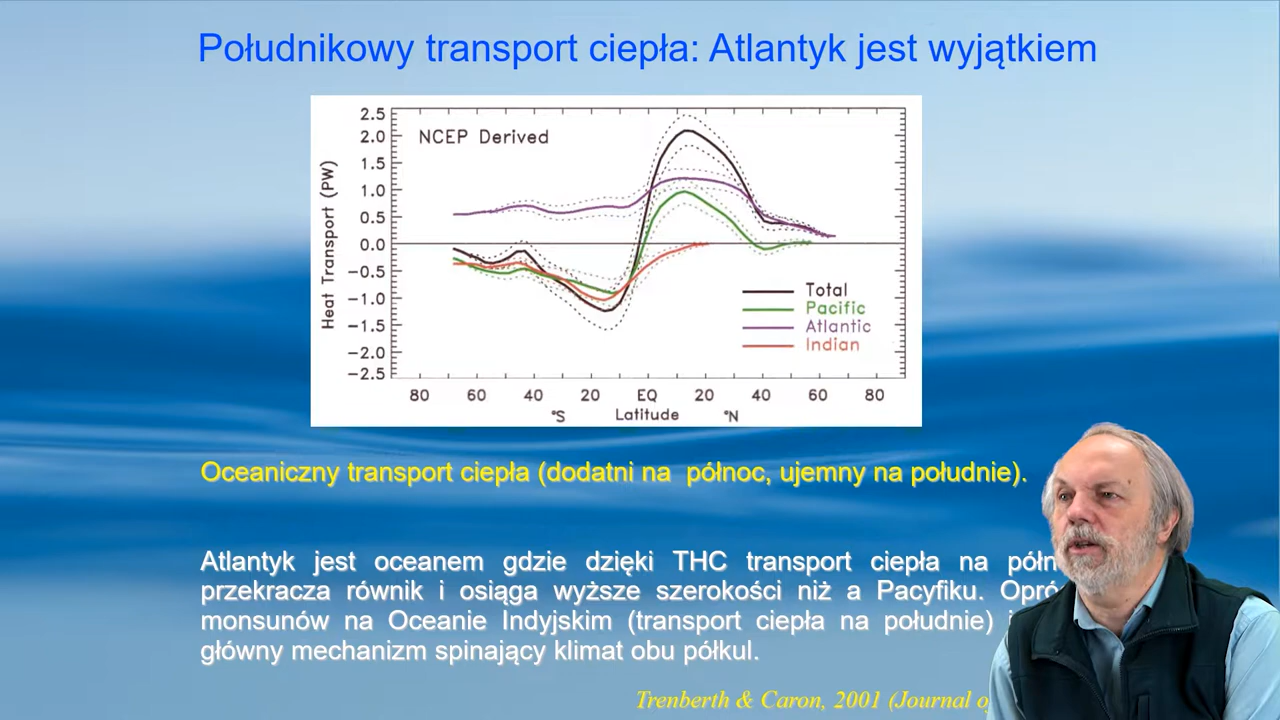 Południkowy transport ciepła: Atlantyk jest wyjątkiem
NCEP Derived
Heat Transport (PW)
2.5
2.0
1.5
1.0
0.5
0.0
−0.5
−1.0
−1.5
−2.0
−2.5
Total
Pacific
Atlantic
Indian
80 60 40 20 EQ 20 40 60 80
°S Latitude °N
Oceaniczny transport ciepła (dodatni na północ, ujemny na południe).
Atlantyk jest oceanem gdzie dzięki THC transport ciepła na półn
przekracza równik i osiąga wyższe szerokości niż a Pacyfiku. Opró
monsunów na Oceanie Indyjskim (transport ciepła na południe)
główny mechanizm spinający klimat obu półkul.
Trenberth & Caron, 2001 (Journal o